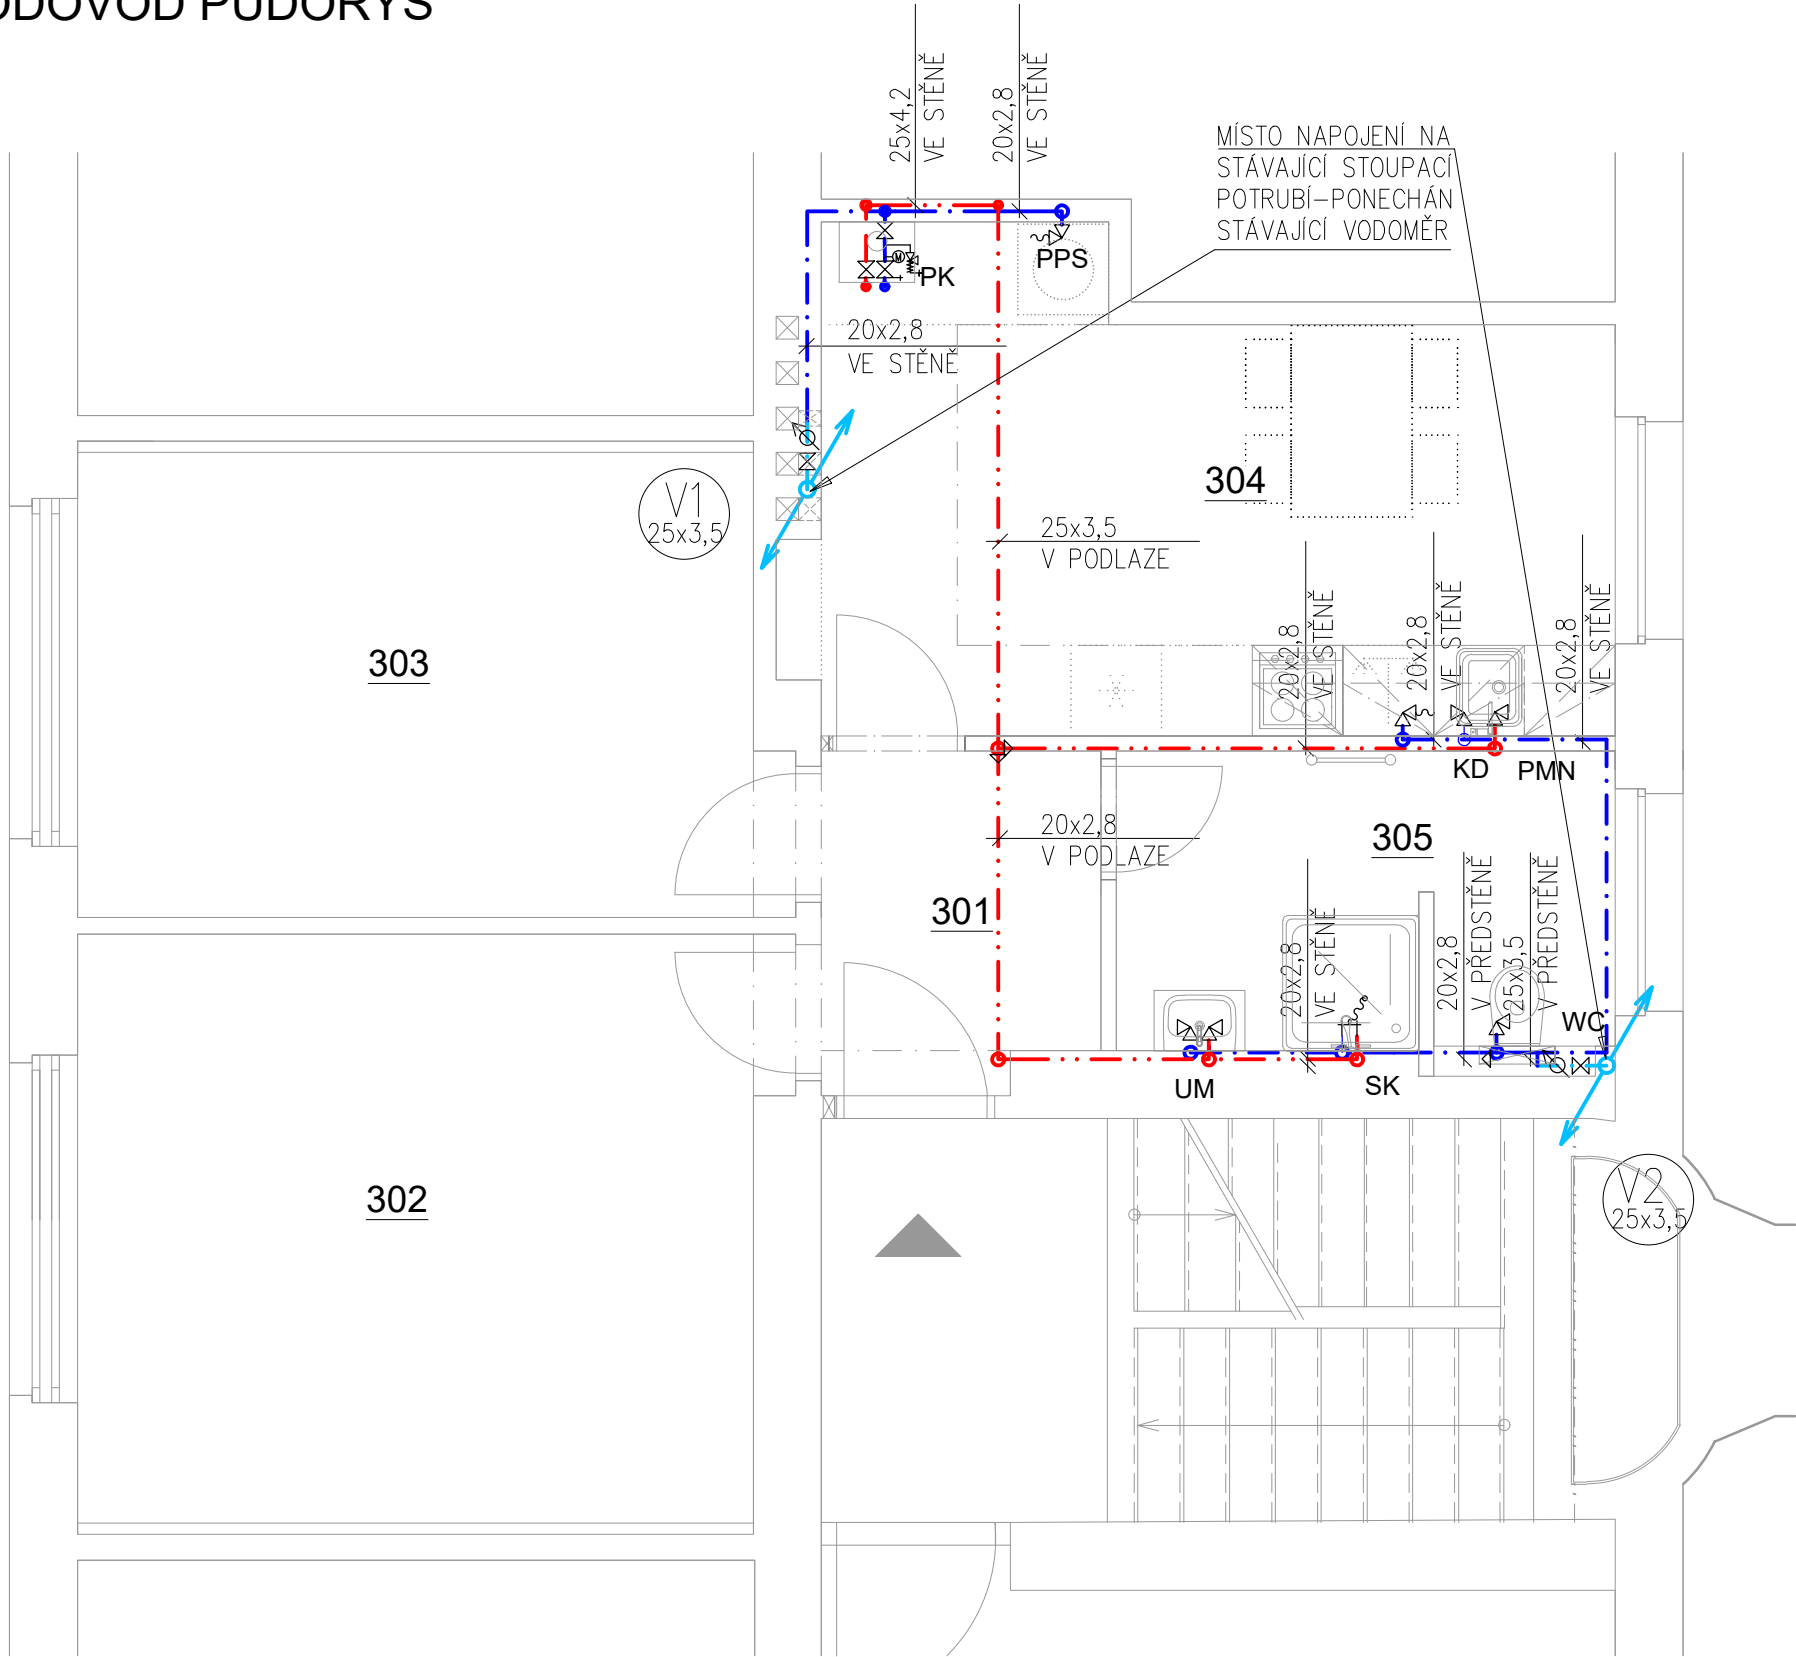 ODOVOD PŮDORYS
25x4,2
VE STĚNĚ
20x2,8
VE STĚNĚ
MÍSTO NAPOJENÍ NA
STÁVAJÍCÍ STOUPACÍ
POTRUBÍ-PONECHÁN
STÁVAJÍCÍ VODOMĚR
PK
PPS
M
20x2,8
VE STĚNĚ
V1
25x3,5
304
25x3,5
V PODLAZE
303
20x2,8
VE STĚNĚ
20x2,8
VE STĚNĚ
20x2,8
VE STĚNĚ
KD
PMN
20x2,8
V PODLAZE
305
301
20x2,8
VE STĚNĚ
20x2,8
V PŘEDSTĚNĚ
25x3,5
V PŘEDSTĚNĚ
WC
UM
SK
302
V2
25x3,5